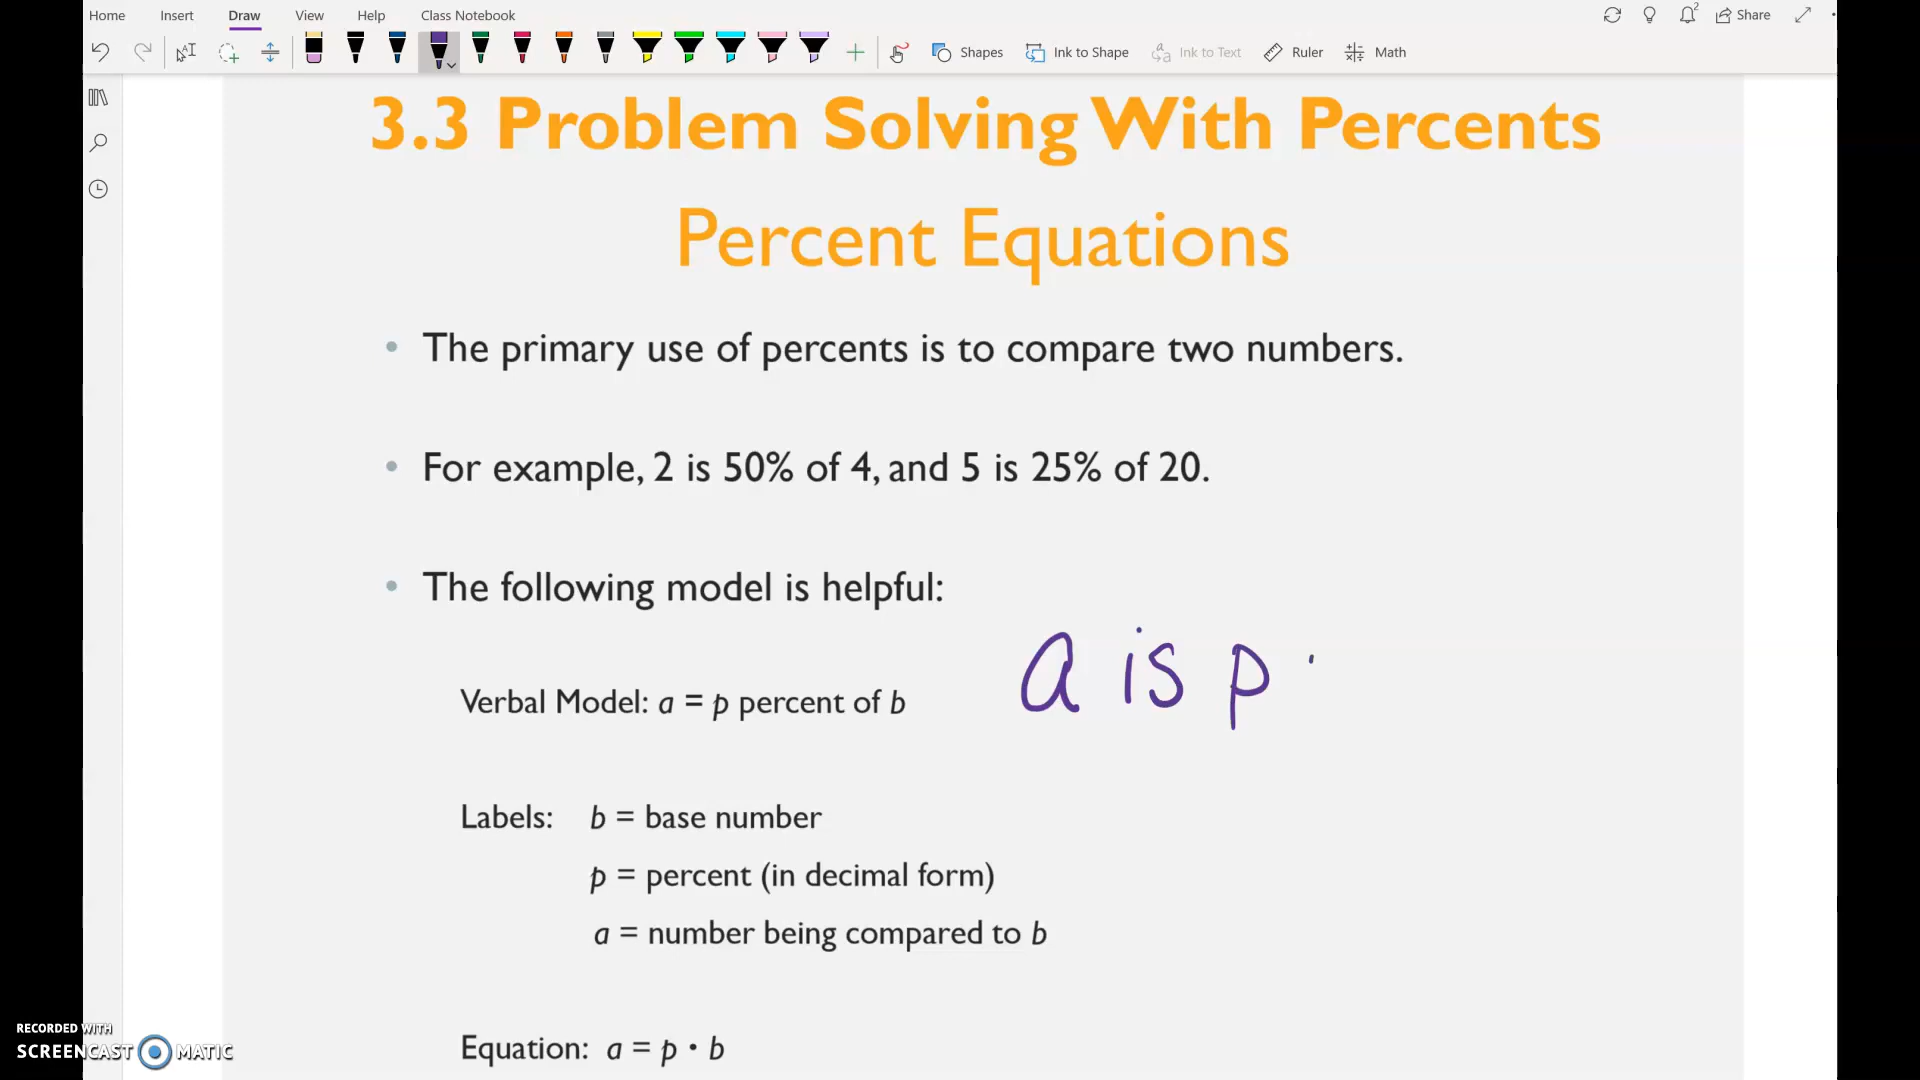 Home Insert Draw View Help Class Notebook
2 Share
Shapes Ink to Shape Ink to Text Ruler Math
3.3 Problem Solving With Percents
Percent Equations
• The primary use of percents is to compare two numbers.
• For example, 2 is 50% of 4, and 5 is 25% of 20.
• The following model is helpful:
a is p
Verbal Model: a = p percent of b
Labels: b = base number
p = percent (in decimal form)
a = number being compared to b
Equation: a = p • b
RECORDED WITH
SCREENCAST MATIC